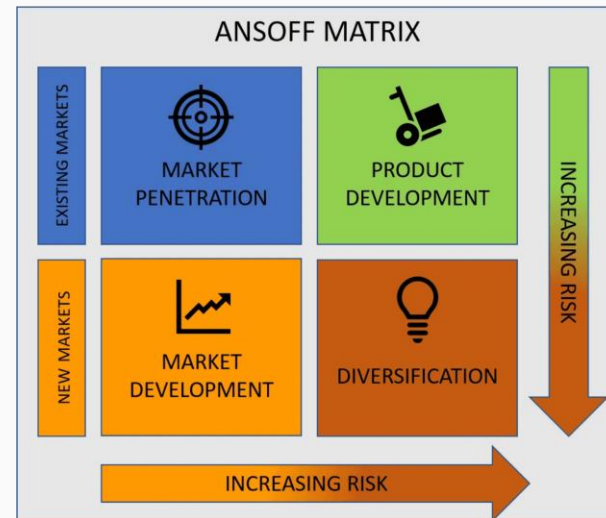 ANSOFF MATRIX
EXISTING MARKETS
MARKET
PENETRATION
PRODUCT
DEVELOPMENT
INCREASING RISK
NEW MARKETS
MARKET
DEVELOPMENT
DIVERSIFICATION
INCREASING RISK